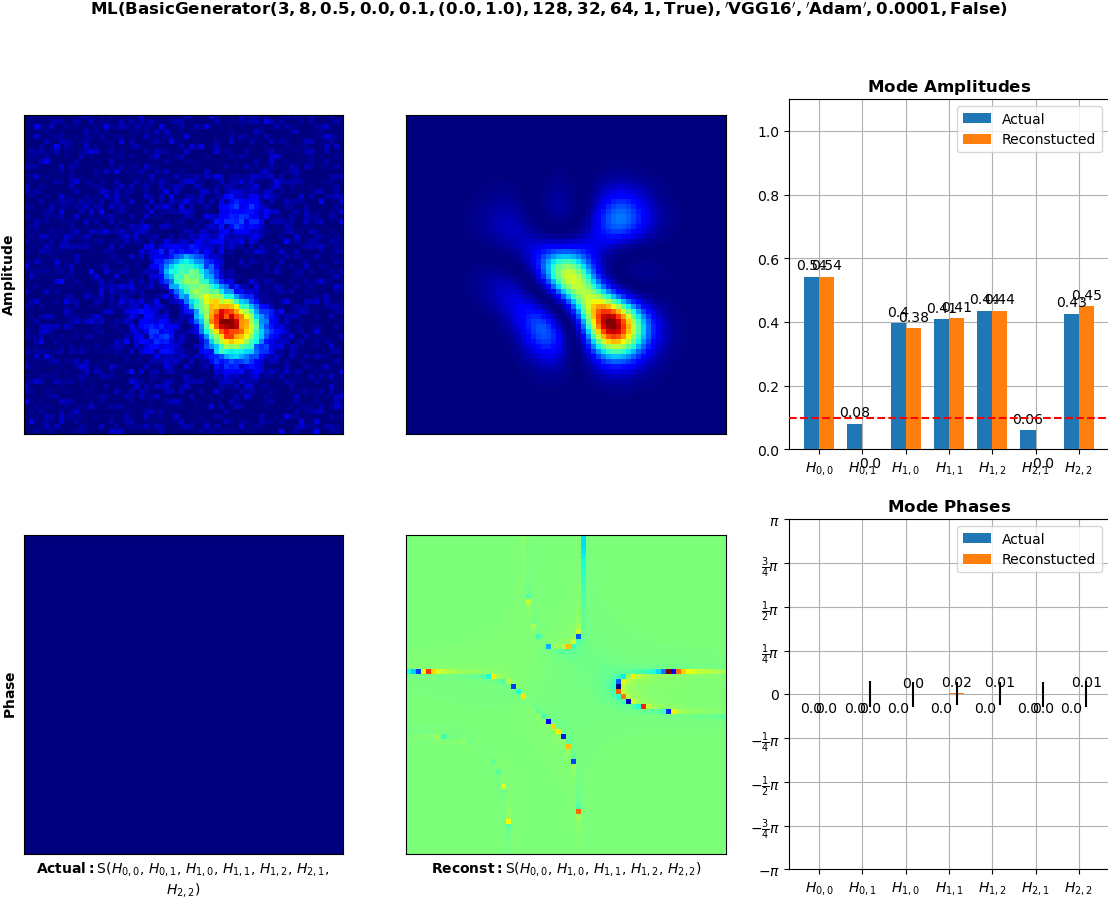 ML(BasicGenerator(3, 8, 0.5, 0.0, 0.1, (0.0, 1.0), 128, 32, 64, 1, True), 'VGG16', 'Adam', 0.0001, False)
Amplitude
Mode Amplitudes
Actual
Reconstucted
1.0
0.8
0.6
0.4
0.2
0.0
0.54 0.54
0.08 0.0
0.4 0.38
0.41 0.41
0.44 0.44
0.06 0.0
0.43 0.45
H0,0 H0,1 H1,0 H1,1 H1,2 H2,1 H2,2
Phase
Mode Phases
Actual
Reconstucted
π
3/4π
1/2π
1/4π
0
−1/4π
−1/2π
−3/4π
−π
0.0 0.0
0.0 0.0
0.0 0.0
0.0 0.02
0.0 0.01
0.0 0.0
0.0 0.01
H0,0 H0,1 H1,0 H1,1 H1,2 H2,1 H2,2
Actual: S(H0,0, H0,1, H1,0, H1,1, H1,2, H2,1,
H2,2)
Reconst: S(H0,0, H1,0, H1,1, H1,2, H2,2)